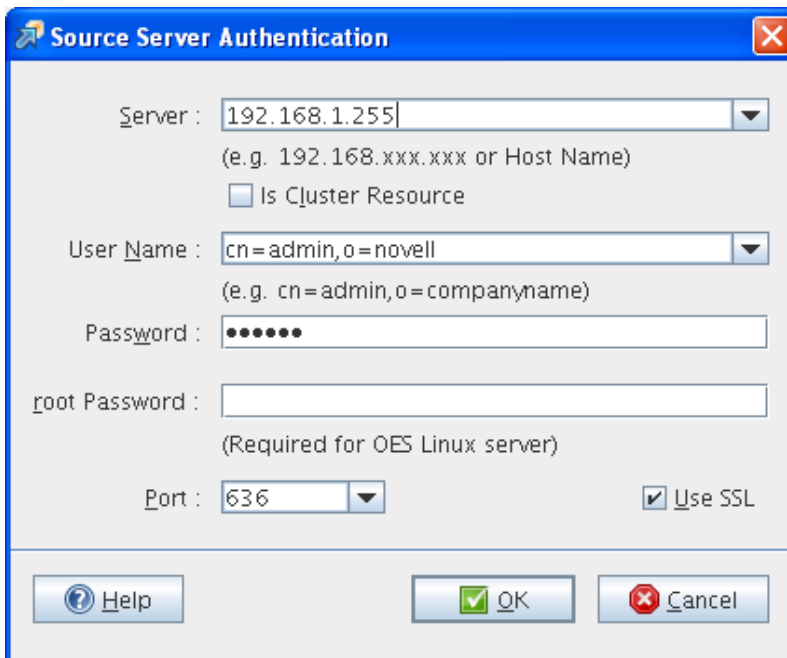 Source Server Authentication
Server : 192.168.1.255
(e.g. 192.168.xxx.xxx or Host Name)
Is Cluster Resource
User Name : cn=admin,o=novell
(e.g. cn=admin,o=companyname)
Password : ••••••
root Password :
(Required for OES Linux server)
Port : 636 Use SSL
Help OK Cancel